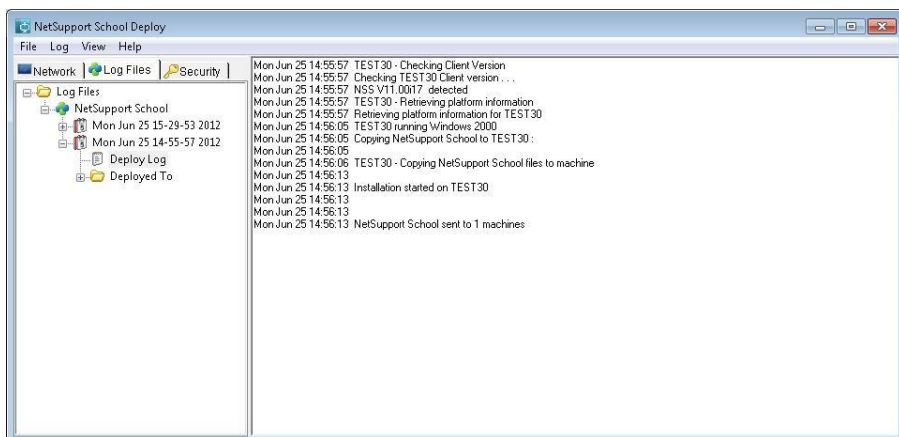 NetSupport School Deploy
File Log View Help
Network Log Files Security
Log Files
NetSupport School
Mon Jun 25 15-29-53 2012
Mon Jun 25 14-55-57 2012
Deploy Log
Deployed To
Mon Jun 25 14:55:57 TEST30 - Checking Client Version
Mon Jun 25 14:55:57 Checking TEST30 Client version . . .
Mon Jun 25 14:55:57 NSS V11.00i17 detected
Mon Jun 25 14:55:57 TEST30 - Retrieving platform information
Mon Jun 25 14:55:57 Retrieving platform information for TEST30
Mon Jun 25 14:56:05 TEST30 running Windows 2000
Mon Jun 25 14:56:05 Copying NetSupport School to TEST30 :
Mon Jun 25 14:56:05
Mon Jun 25 14:56:06 TEST30 - Copying NetSupport School files to machine
Mon Jun 25 14:56:13
Mon Jun 25 14:56:13 Installation started on TEST30
Mon Jun 25 14:56:13
Mon Jun 25 14:56:13
Mon Jun 25 14:56:13 NetSupport School sent to 1 machines